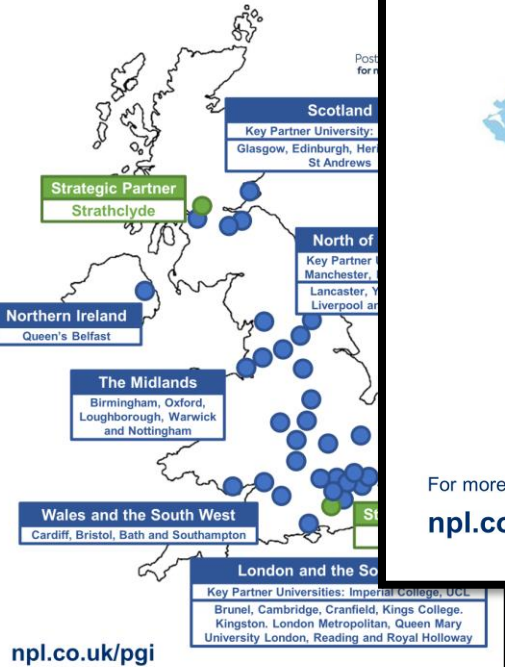 Post
for n
Scotland
Key Partner University:
Glasgow, Edinburgh, Heri
St Andrews
Strategic Partner
Strathclyde
North of
Key Partner U
Manchester,
Lancaster, Y
Liverpool an
Northern Ireland
Queen's Belfast
The Midlands
Birmingham, Oxford,
Loughborough, Warwick
and Nottingham
Wales and the South West
Cardiff, Bristol, Bath and Southampton
St
London and the So
Key Partner Universities: Imperial College, UCL
Brunel, Cambridge, Cranfield, Kings College.
Kingston. London Metropolitan, Queen Mary
University London, Reading and Royal Holloway
npl.co.uk/pgi
For more
npl.co